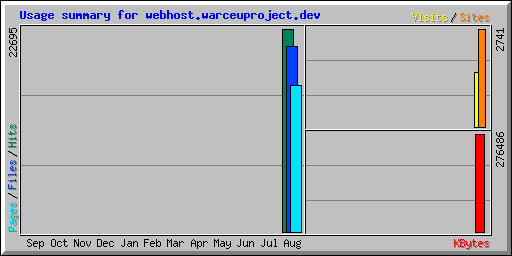 Usage summary for webhost.warceuproject.dev
Visits / Sites
22695
2741
276486
Pages / Files / Hits
Sep Oct Nov Dec Jan Feb Mar Apr May Jun Jul Aug
KBytes